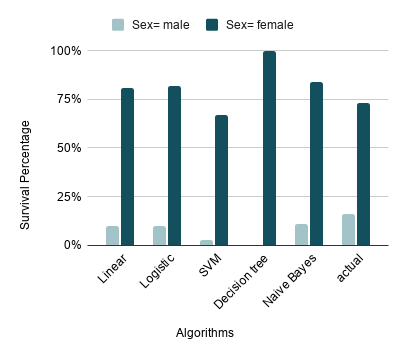 Sex= male Sex= female
100%
75%
50%
25%
0%
Survival Percentage
Linear
Logistic
SVM
Decision tree
Naive Bayes
actual
Algorithms